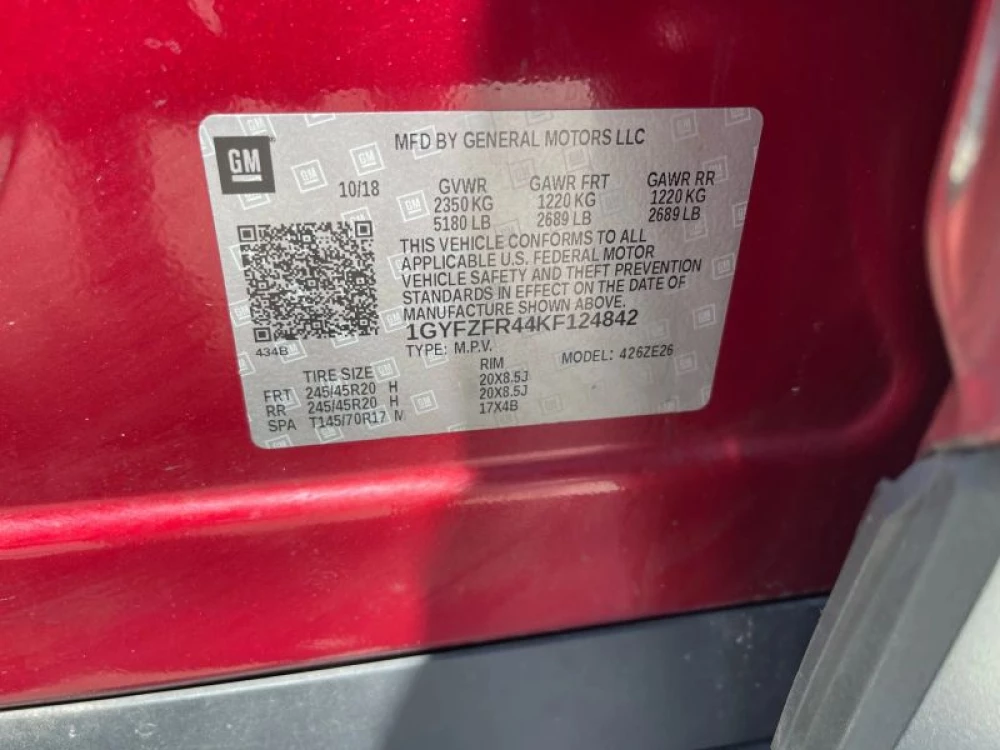 GM
MFD BY GENERAL MOTORS LLC
10/18
GVWR GAWR FRT GAWR RR
2350 KG 1220 KG 1220 KG
5180 LB 2689 LB 2689 LB
THIS VEHICLE CONFORMS TO ALL
APPLICABLE U.S. FEDERAL MOTOR
VEHICLE SAFETY AND THEFT PREVENTION
STANDARDS IN EFFECT ON THE DATE OF
MANUFACTURE SHOWN ABOVE.
1GYFZFR44KF124842
434B
TYPE: M.P.V. MODEL: 426ZE26
TIRE SIZE RIM
FRT 245/45R20 H 20X8.5J
RR 245/45R20 H 20X8.5J
SPA T145/70R17 M 17X4B